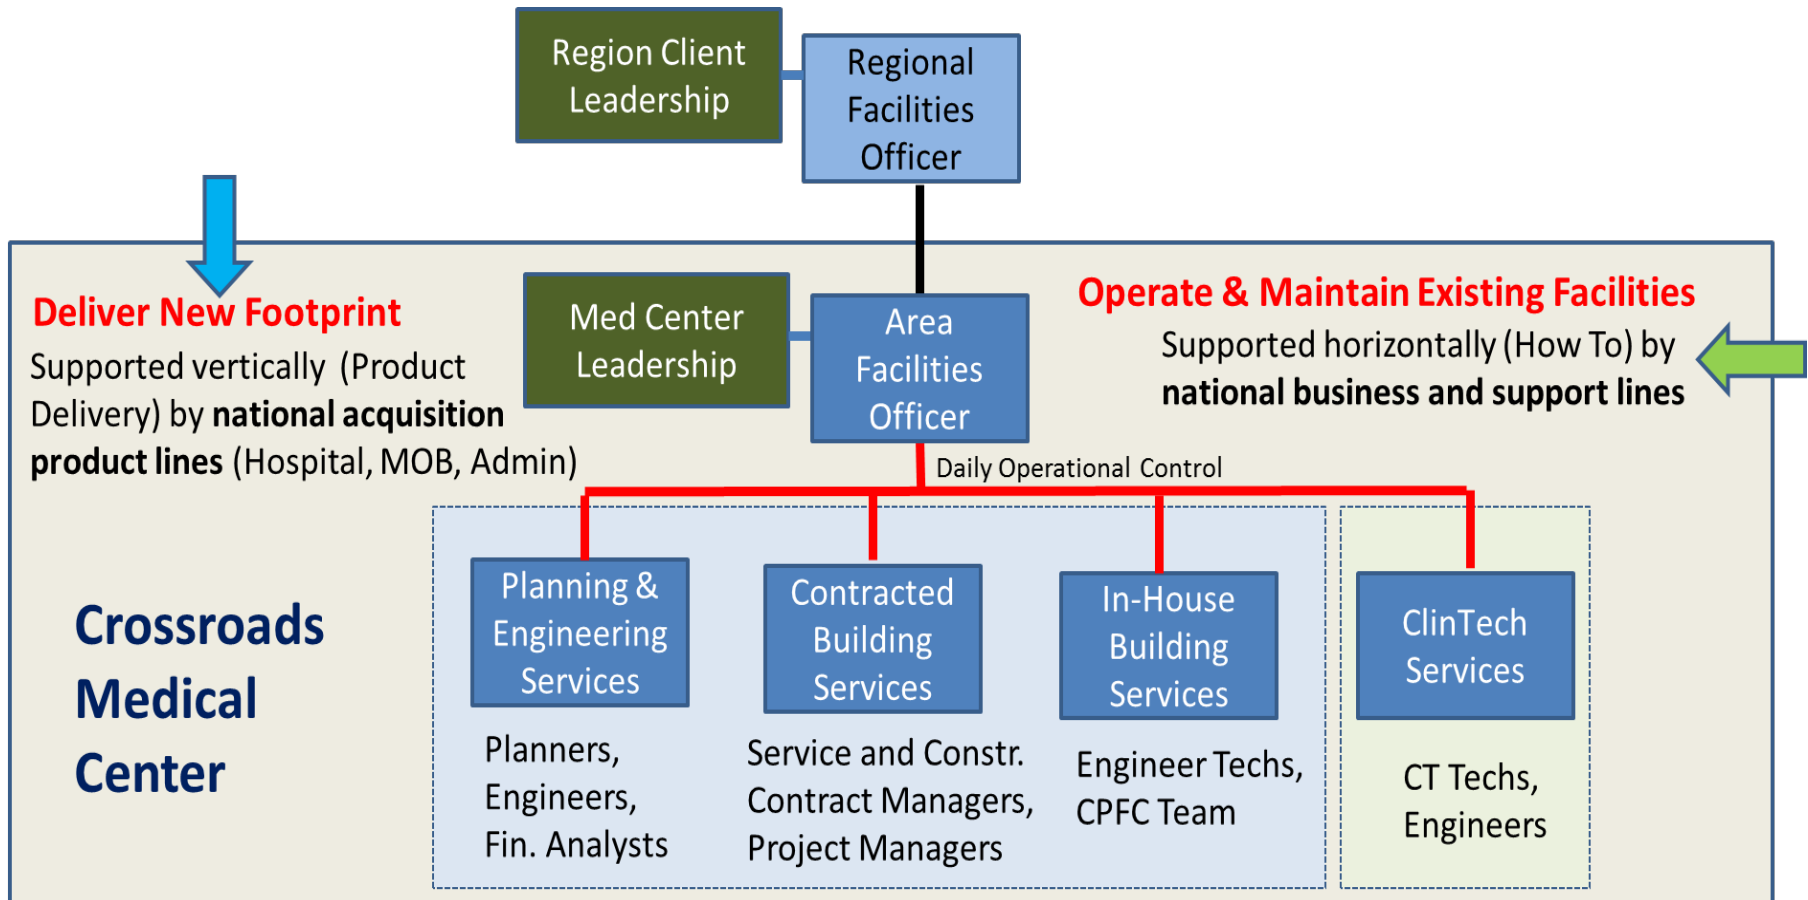 Region Client
Leadership
Regional
Facilities
Officer
Deliver New Footprint
Supported vertically (Product
Delivery) by national acquisition
product lines (Hospital, MOB, Admin)
Med Center
Leadership
Area
Facilities
Officer
Operate & Maintain Existing Facilities
Supported horizontally (How To) by
national business and support lines
Daily Operational Control
Crossroads
Medical
Center
Planning &
Engineering
Services
Planners,
Engineers,
Fin. Analysts
Contracted
Building
Services
Service and Constr.
Contract Managers,
Project Managers
In-House
Building
Services
Engineer Techs,
CPFC Team
ClinTech
Services
CT Techs,
Engineers